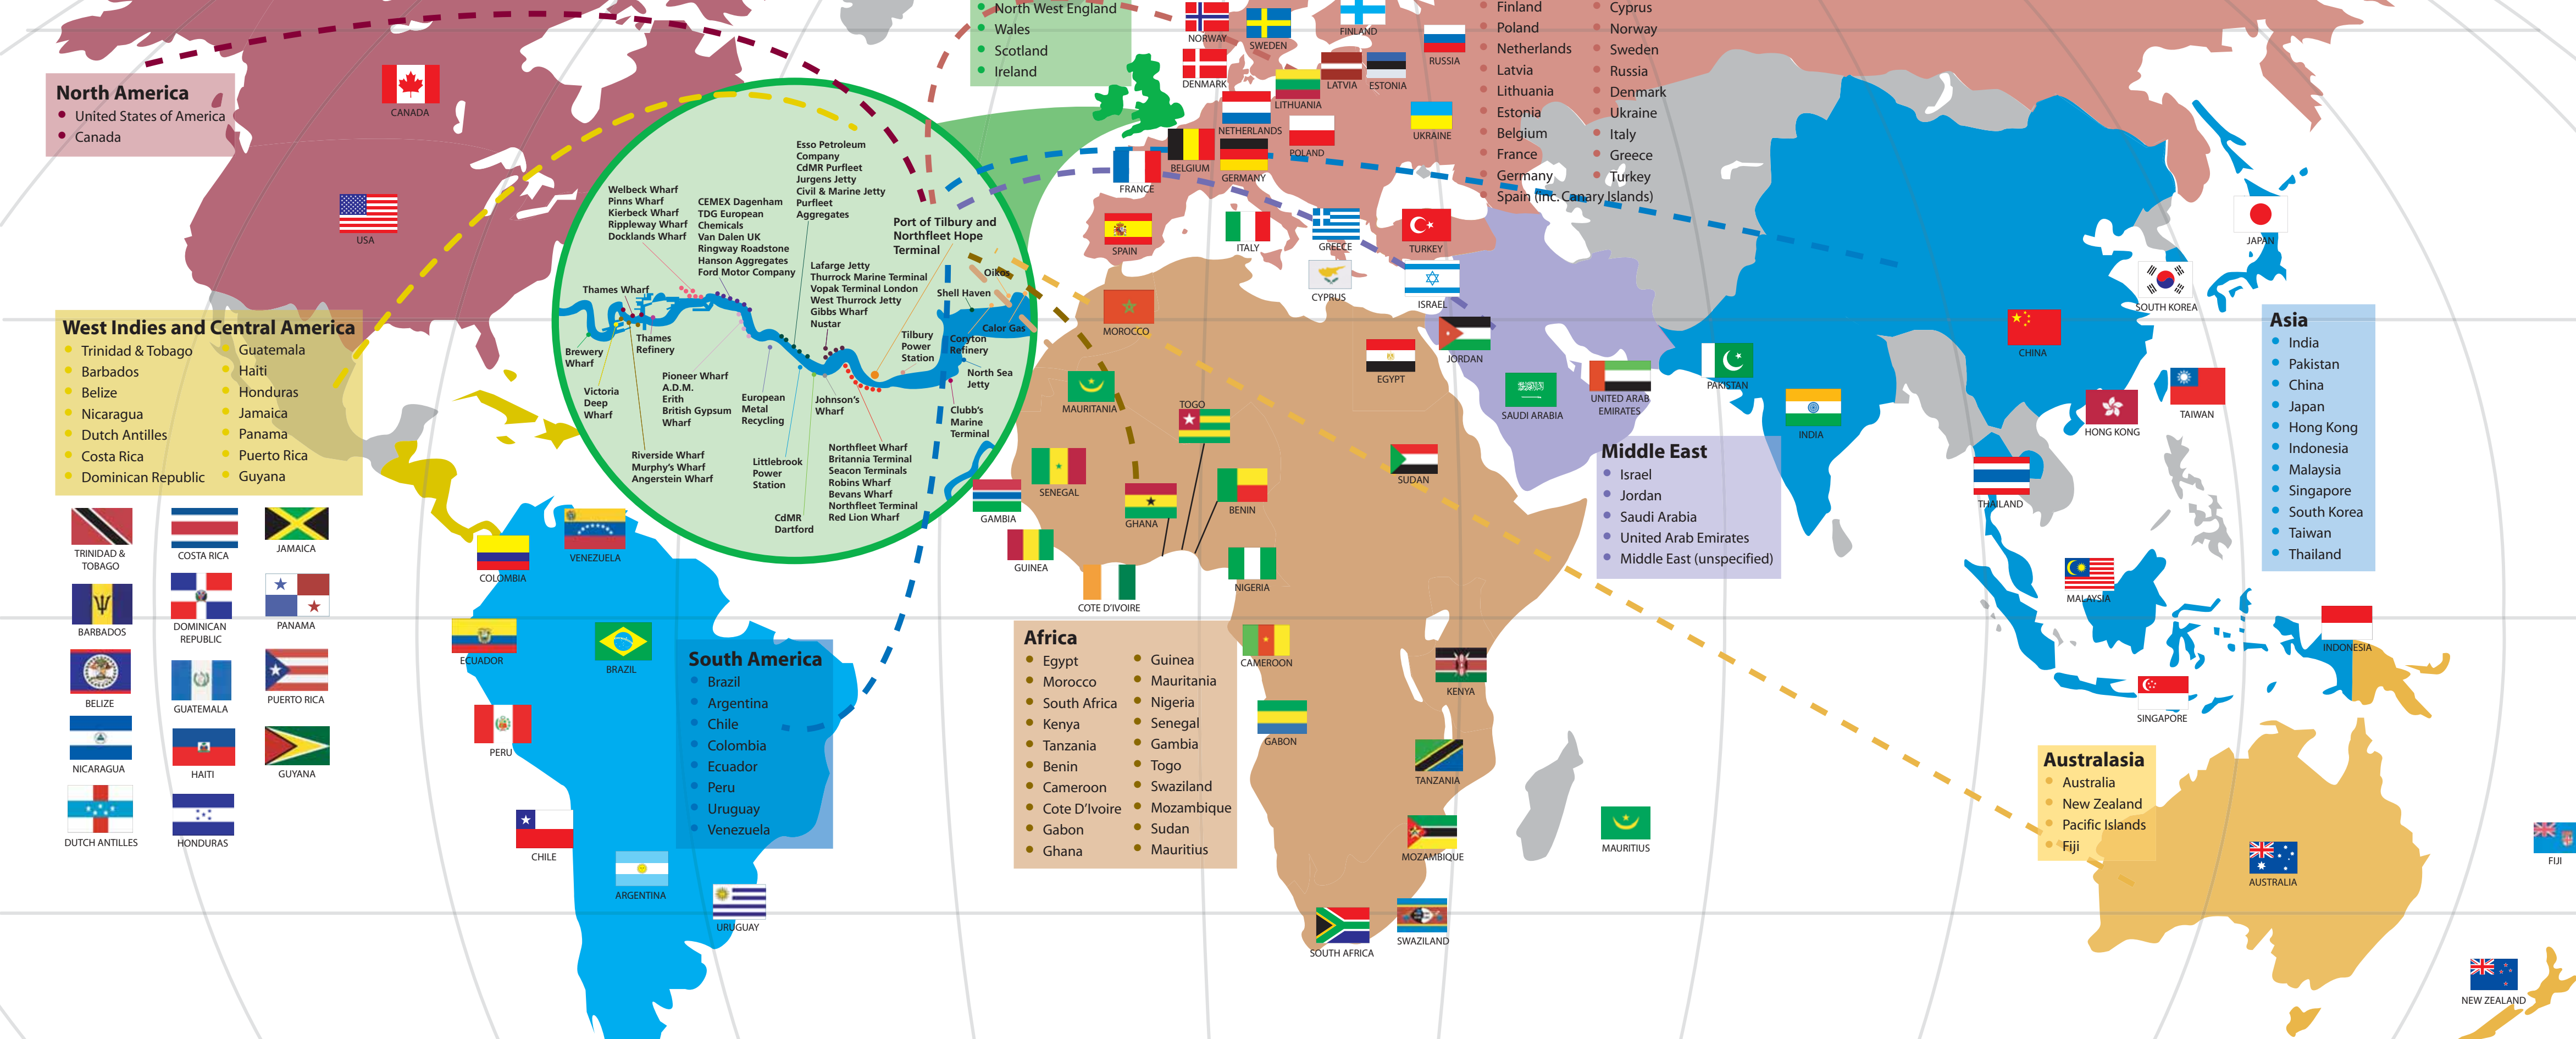 North West England
Wales
Scotland
Ireland
Finland
Poland
Netherlands
Latvia
Lithuania
Estonia
Belgium
France
Germany
Spain (inc. Canary Islands)
Cyprus
Norway
Sweden
Russia
Denmark
Ukraine
Italy
Greece
Turkey
North America
United States of America
Canada
CANADA
USA
NORWAY
SWEDEN
FINLAND
RUSSIA
DENMARK
LATVIA
ESTONIA
LITHUANIA
NETHERLANDS
UKRAINE
POLAND
BELGIUM
GERMANY
FRANCE
SPAIN
ITALY
GREECE
TURKEY
CYPRUS
ISRAEL
Esso Petroleum
Company
CdMR Purfleet
Jurgens Jetty
Civil & Marine Jetty
Purfleet
Aggregates
Welbeck Wharf
Pinns Wharf
Kierbeck Wharf
Rippleway Wharf
Docklands Wharf
CEMEX Dagenham
TDG European
Chemicals
Van Dalen UK
Ringway Roadstone
Hanson Aggregates
Ford Motor Company
Port of Tilbury and
Northfleet Hope
Terminal
Lafarge Jetty
Thurrock Marine Terminal
Vopak Terminal London
West Thurrock Jetty
Gibbs Wharf
Nustar
Oikos
Shell Haven
Calor Gas
Coryton
Refinery
Thames Wharf
Thames
Refinery
Brewery
Wharf
Tilbury
Power
Station
North Sea
Jetty
Victoria
Deep
Wharf
Pioneer Wharf
A.D.M.
Erith
British Gypsum
Wharf
European
Metal
Recycling
Johnson's
Wharf
Clubb's
Marine
Terminal
Riverside Wharf
Murphy's Wharf
Angerstein Wharf
Littlebrook
Power
Station
Northfleet Wharf
Britannia Terminal
Seacon Terminals
Robins Wharf
Bevans Wharf
Northfleet Terminal
Red Lion Wharf
CdMR
Dartford
West Indies and Central America
Trinidad & Tobago
Barbados
Belize
Nicaragua
Dutch Antilles
Costa Rica
Dominican Republic
Guatemala
Haiti
Honduras
Jamaica
Panama
Puerto Rica
Guyana
TRINIDAD &
TOBAGO
COSTA RICA
JAMAICA
BARBADOS
DOMINICAN
REPUBLIC
PANAMA
BELIZE
GUATEMALA
PUERTO RICA
NICARAGUA
HAITI
GUYANA
DUTCH ANTILLES
HONDURAS
COLOMBIA
VENEZUELA
ECUADOR
BRAZIL
PERU
CHILE
ARGENTINA
URUGUAY
South America
Brazil
Argentina
Chile
Colombia
Ecuador
Peru
Uruguay
Venezuela
MOROCCO
EGYPT
MAURITANIA
TOGO
SENEGAL
GAMBIA
GHANA
BENIN
SUDAN
GUINEA
COTE D'IVOIRE
NIGERIA
CAMEROON
GABON
KENYA
TANZANIA
MOZAMBIQUE
MAURITIUS
SOUTH AFRICA
SWAZILAND
Africa
Egypt
Morocco
South Africa
Kenya
Tanzania
Benin
Cameroon
Cote D'Ivoire
Gabon
Ghana
Guinea
Mauritania
Nigeria
Senegal
Gambia
Togo
Swaziland
Mozambique
Sudan
Mauritius
JORDAN
SAUDI ARABIA
UNITED ARAB
EMIRATES
Middle East
Israel
Jordan
Saudi Arabia
United Arab Emirates
Middle East (unspecified)
PAKISTAN
INDIA
CHINA
JAPAN
SOUTH KOREA
TAIWAN
HONG KONG
THAILAND
MALAYSIA
INDONESIA
SINGAPORE
Asia
India
Pakistan
China
Japan
Hong Kong
Indonesia
Malaysia
Singapore
South Korea
Taiwan
Thailand
Australasia
Australia
New Zealand
Pacific Islands
Fiji
AUSTRALIA
FIJI
NEW ZEALAND